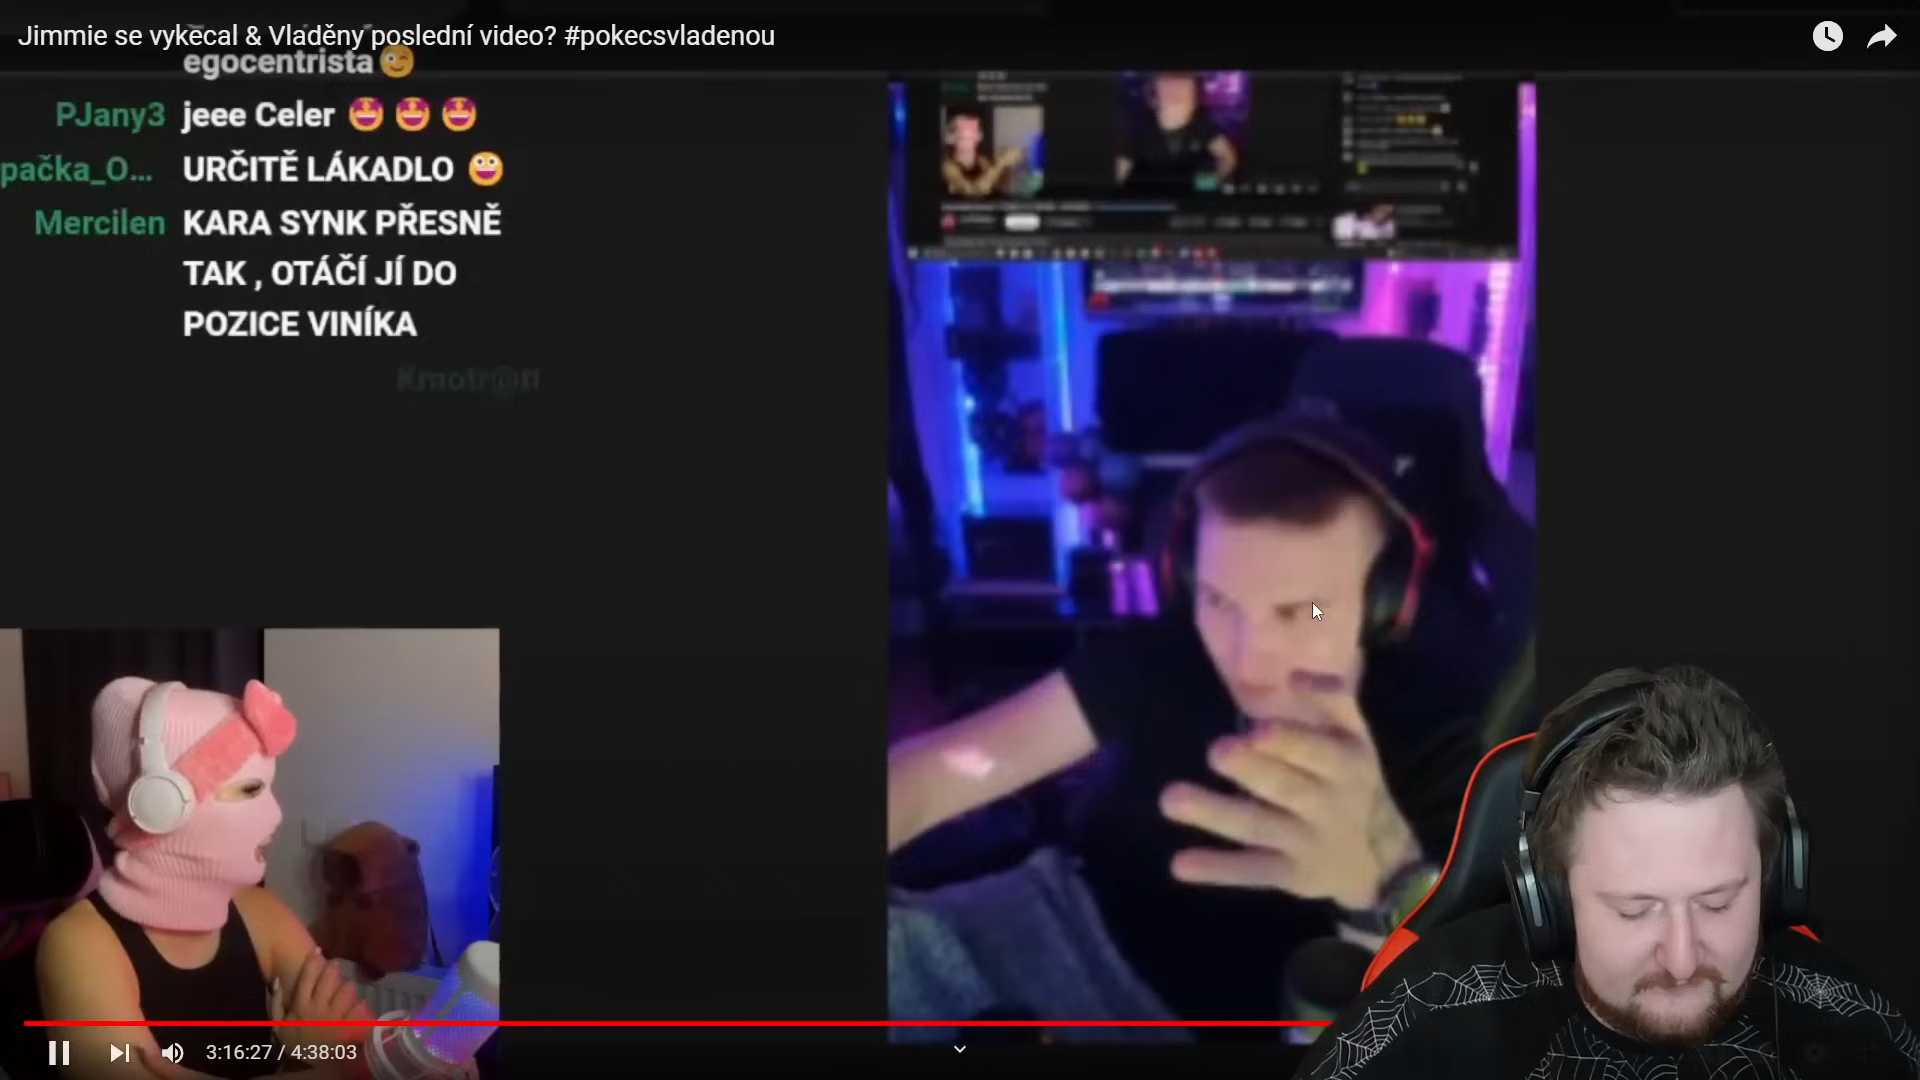 Jimmie se vykecal & Vladěny poslední video? #pokecsvladenou
egocentrista😉
PJany3 jeee Celer 🤩 🤩 🤩
pačka_O... URČITĚ LÁKADLO 😀
Mercilen KARA SYNK PŘESNĚ
TAK , OTÁČÍ JÍ DO
POZICE VINÍKA
3:16:27 / 4:38:03